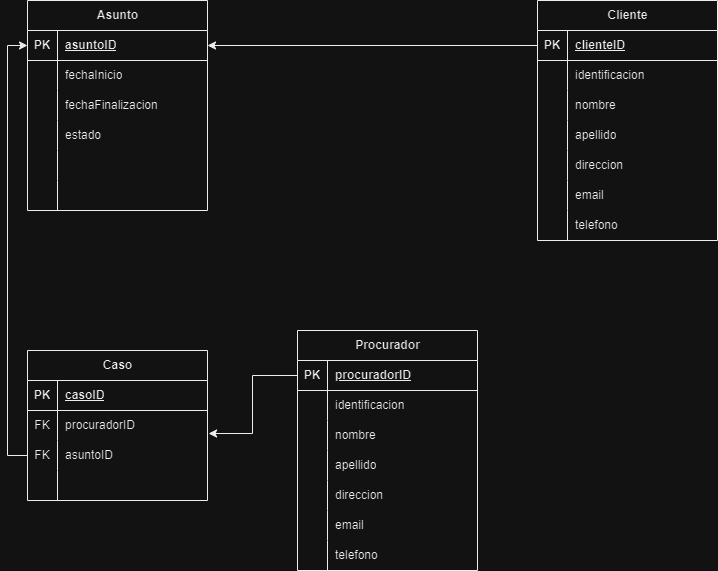 Asunto
PK asuntoID
fechaInicio
fechaFinalizacion
estado
Cliente
PK clienteID
identificacion
nombre
apellido
direccion
email
telefono
Caso
PK casoID
FK procuradorID
FK asuntoID
Procurador
PK procuradorID
identificacion
nombre
apellido
direccion
email
telefono